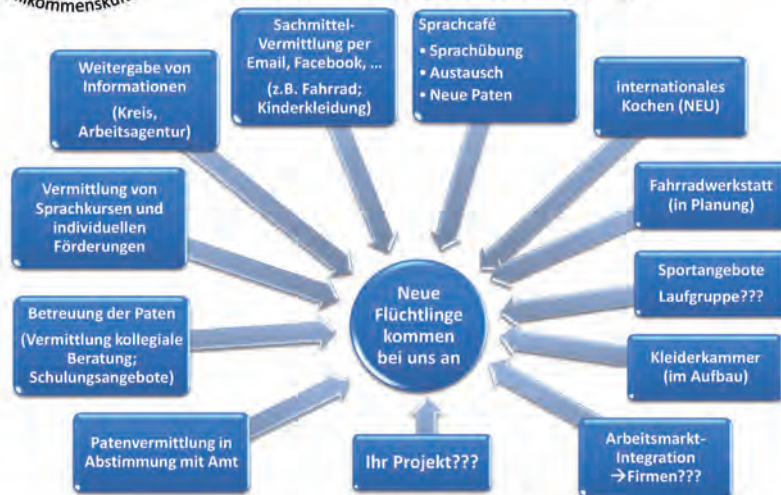 Sachmittel-
Vermittlung per
Email, Facebook, ...
(z.B. Fahrrad;
Kinderkleidung)
Sprachcafé
• Sprachübung
• Austausch
• Neue Paten
Weitergabe von
Informationen
(Kreis,
Arbeitsagentur)
internationales
Kochen (NEU)
Vermittlung von
Sprachkursen und
individuellen
Förderungen
Fahrradwerkstatt
(in Planung)
Neue
Flüchtlinge
kommen
bei uns an
Sportangebote
Laufgruppe???
Betreuung der Paten
(Vermittlung kollegiale
Beratung;
Schulungsangebote)
Kleiderkammer
(im Aufbau)
Patenvermittlung in
Abstimmung mit Amt
Ihr Projekt???
Arbeitsmarkt-
Integration
→Firmen???